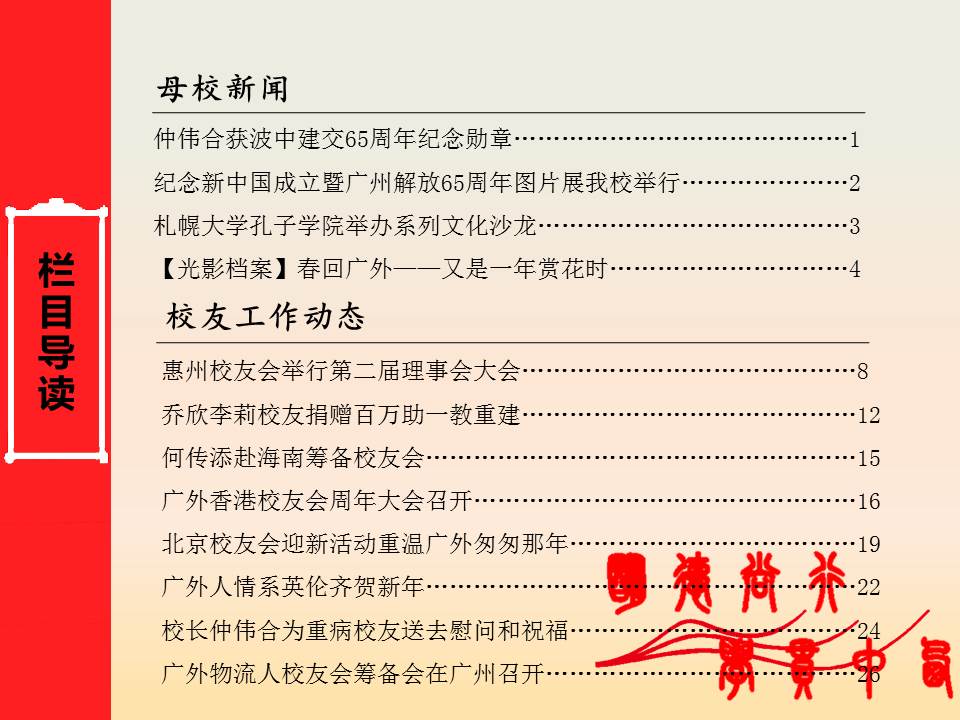 栏目导读
母校新闻
仲伟合获波中建交65周年纪念勋章……………………………………1
纪念新中国成立暨广州解放65周年图片展我校举行…………………2
札幌大学孔子学院举办系列文化沙龙…………………………………3
【光影档案】春回广外——又是一年赏花时…………………………4
校友工作动态
惠州校友会举行第二届理事会大会……………………………………8
乔欣李莉校友捐赠百万助一教重建……………………………………12
何传添赴海南筹备校友会………………………………………………15
广外香港校友会周年大会召开…………………………………………16
北京校友会迎新活动重温广外匆匆那年………………………………19
广外人情系英伦齐贺新年………………………………………………22
校长仲伟合为重病校友送去慰问和祝福………………………………24
广外物流人校友会筹备会在广州召开…………………………………26
明德尚行
学贯中西